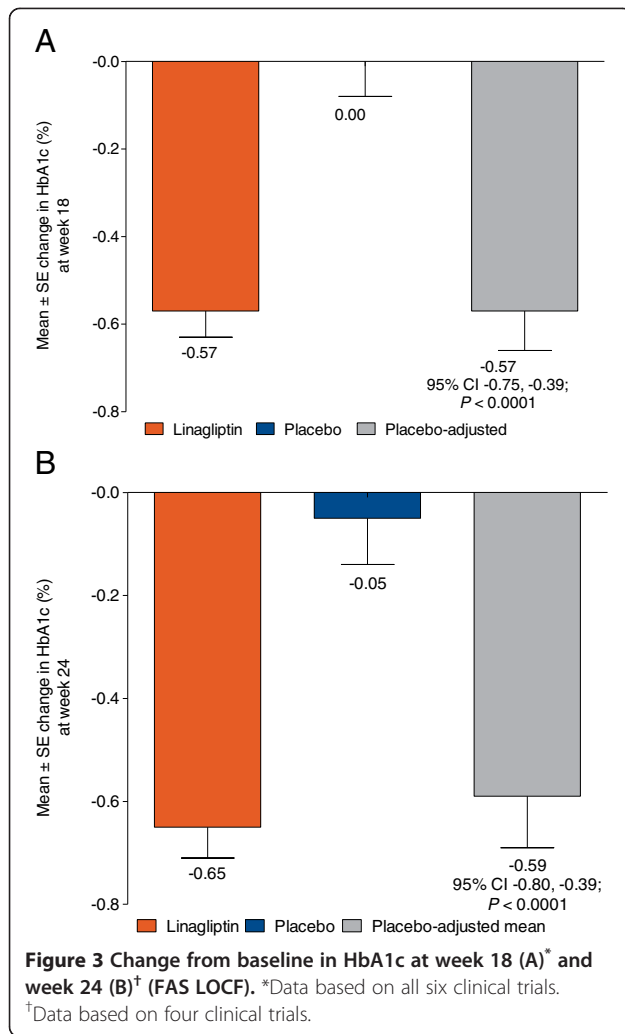 A
-0.0
-0.2
-0.4
-0.6
-0.8
Mean ± SE change in HbA1c (%)
at week 18
0.00
-0.57
-0.57
95% CI -0.75, -0.39;
P < 0.0001
Linagliptin Placebo Placebo-adjusted
B
-0.0
-0.2
-0.4
-0.6
-0.8
Mean ± SE change in HbA1c (%)
at week 24
-0.05
-0.65
-0.59
95% CI -0.80, -0.39;
P < 0.0001
Linagliptin Placebo Placebo-adjusted mean
Figure 3 Change from baseline in HbA1c at week 18 (A)* and
week 24 (B)† (FAS LOCF). *Data based on all six clinical trials.
†Data based on four clinical trials.